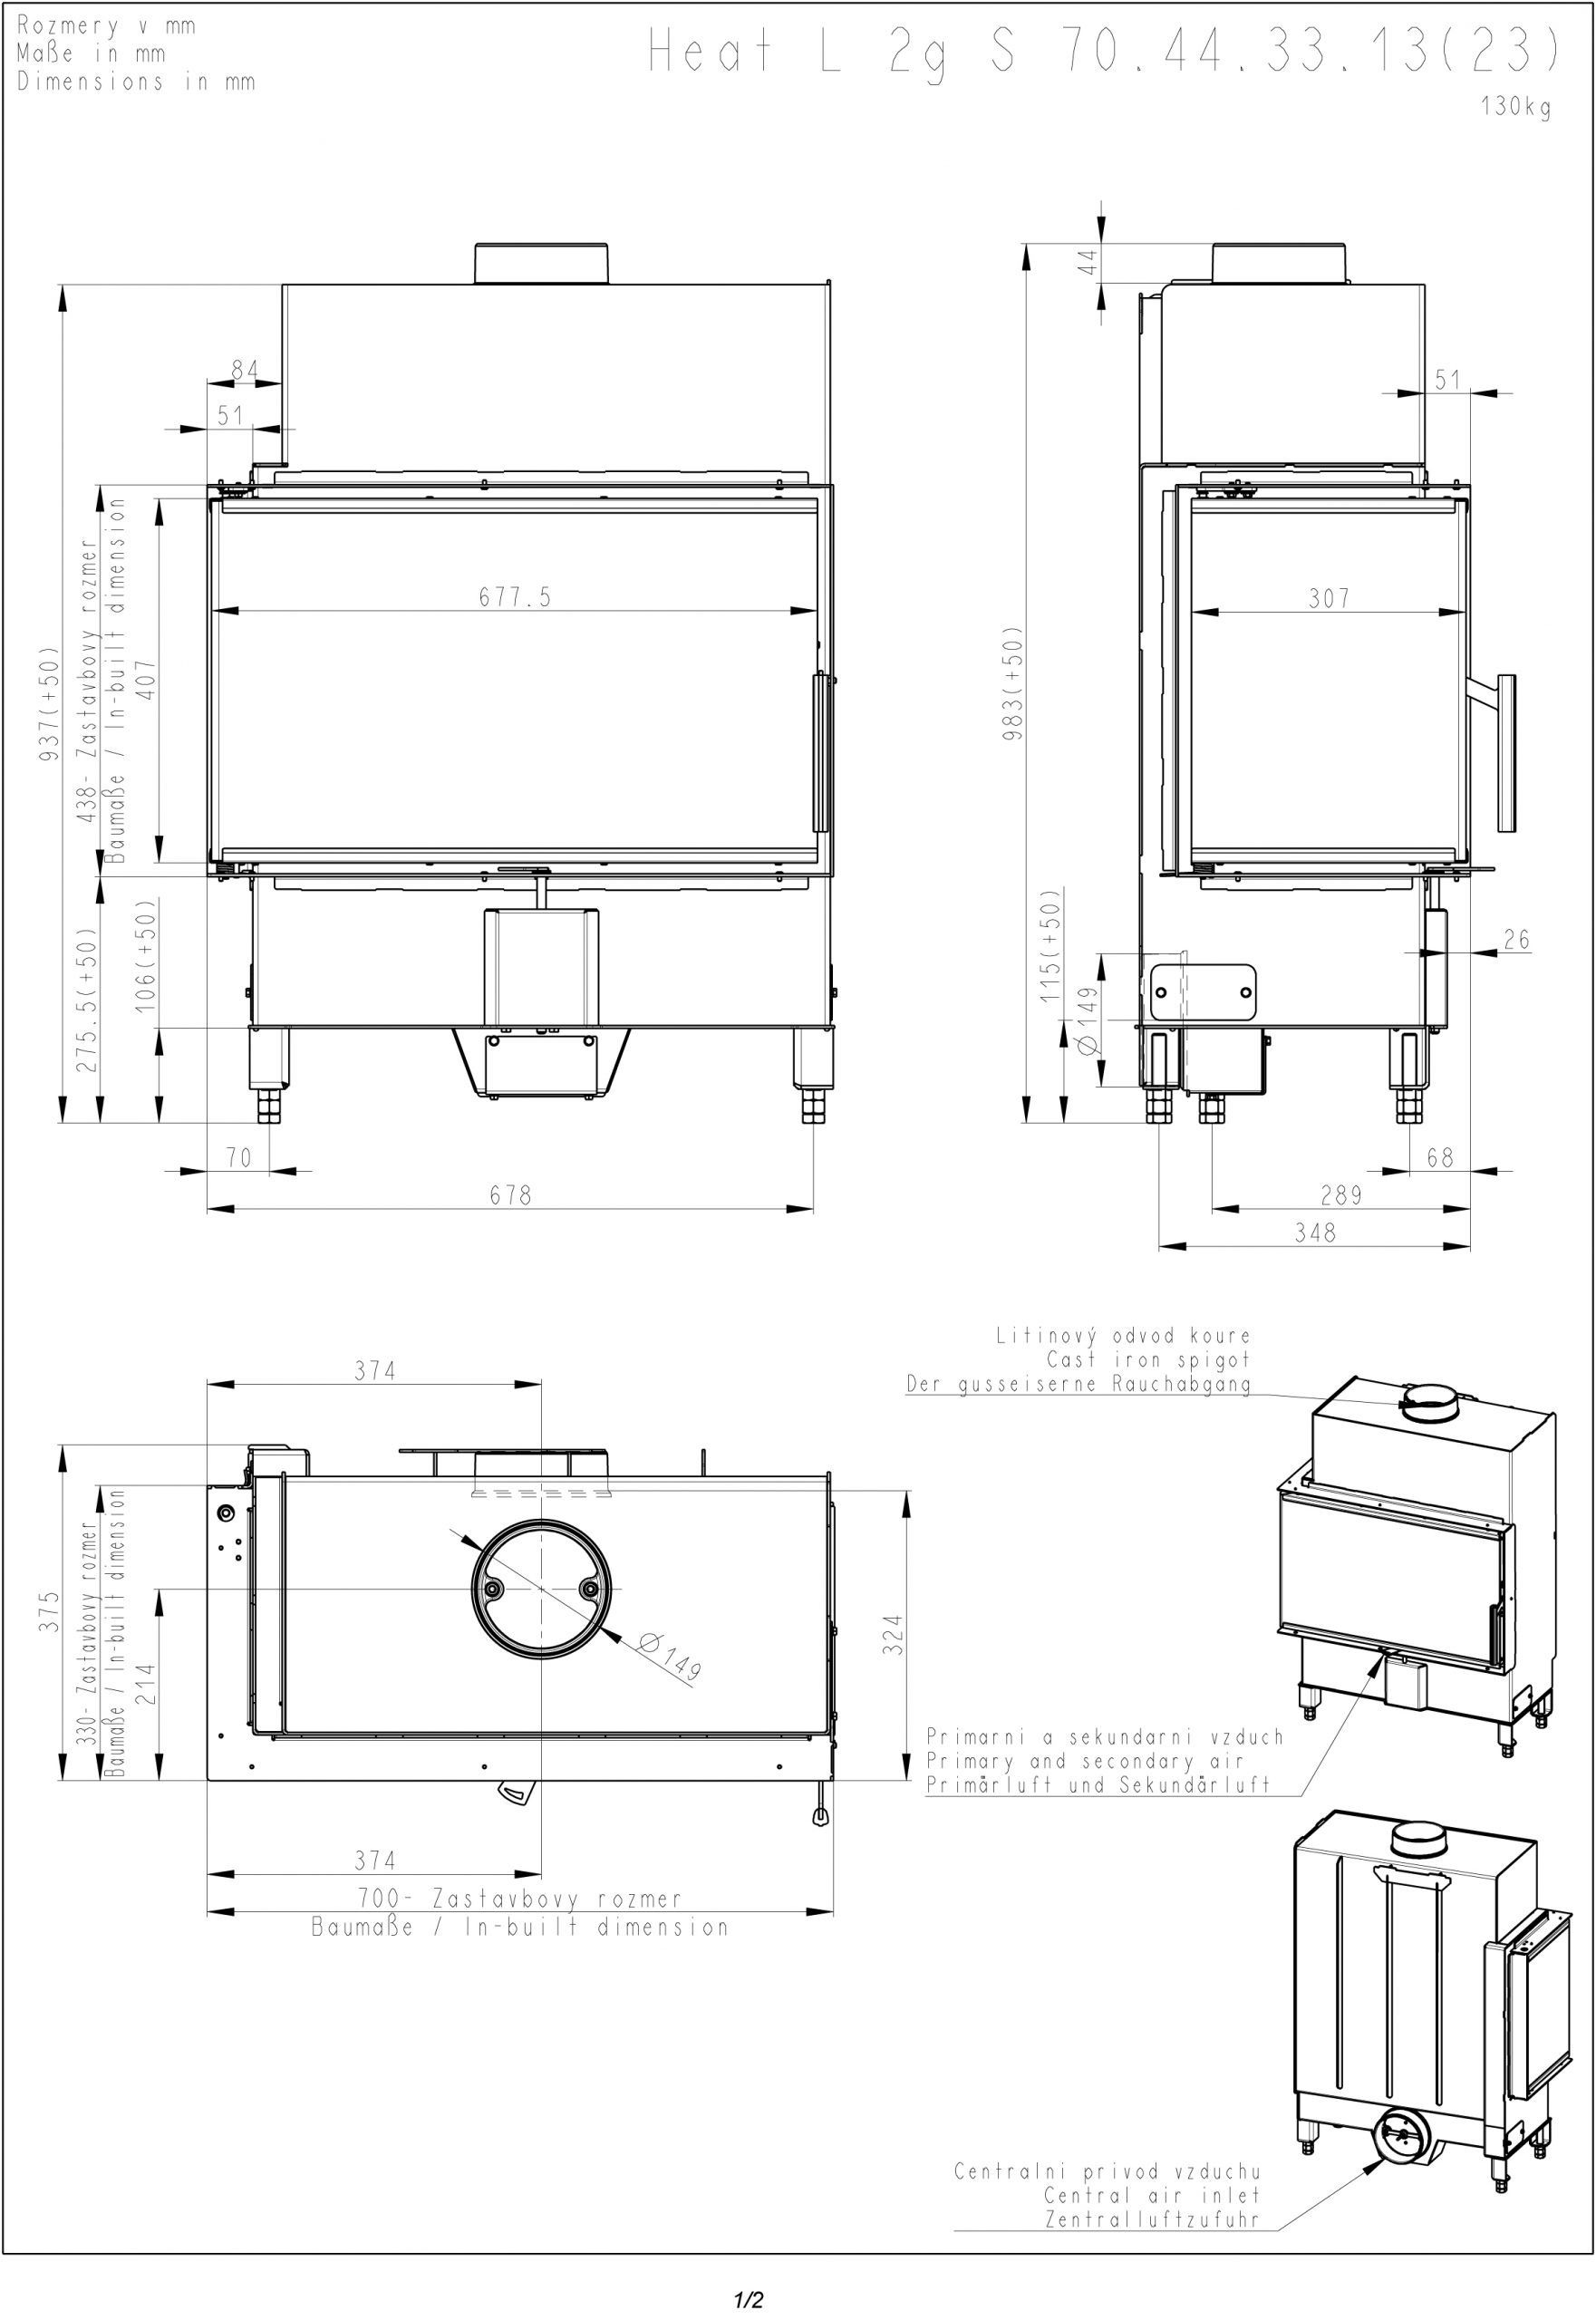 Rozmery v mm
Maße in mm
Dimensions in mm
Heat L 2g S 70.44.33.13(23)
130kg
44
84
51
51
937(+50)
438- Zastavbovy rozmer
Baumaße / In-built dimension
407
677.5
983(+50)
307
275.5(+50)
106(+50)
115(+50)
Ø149
26
70
678
68
289
348
Litinový odvod koure
Cast iron spigot
Der gusseiserne Rauchabgang
374
375
330- Zastavbovy rozmer
Baumaße / In-built dimension
214
Ø149
324
Primarni a sekundarni vzduch
Primary and secondary air
Primärluft und Sekundärluft
374
700- Zastavbovy rozmer
Baumaße / In-built dimension
Centralni privod vzduchu
Central air inlet
Zentralluftzufuhr
1/2